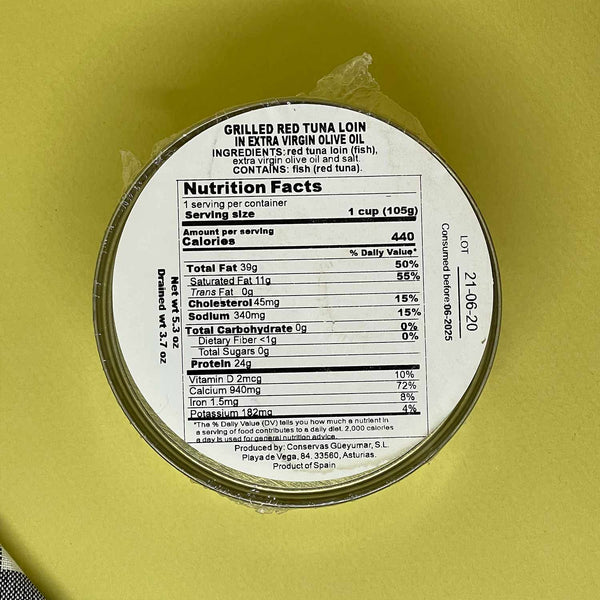 GRILLED RED TUNA LOIN
IN EXTRA VIRGIN OLIVE OIL
INGREDIENTS: red tuna loin (fish),
extra virgin olive oil and salt.
CONTAINS: fish (red tuna).
Nutrition Facts
1 serving per container
Serving size 1 cup (105g)
Amount per serving
Calories 440
% Daily Value*
Total Fat 39g 50%
Saturated Fat 11g 55%
Trans Fat 0g
Cholesterol 45mg 15%
Sodium 340mg 15%
Total Carbohydrate 0g 0%
Dietary Fiber <1g 0%
Total Sugars 0g
Protein 24g
Vitamin D 2mcg 10%
Calcium 940mg 72%
Iron 1.5mg 8%
Potassium 182mg 4%
*The % Daily Value (DV) tells you how much a nutrient in
a serving of food contributes to a daily diet. 2,000 calories
a day is used for general nutrition advice
Produced by: Conservas Güeyumar, S.L.
Playa de Vega, 84. 33560, Asturias.
Product of Spain
Net wt 5.3 oz
Drained wt 3.7 oz
LOT 21-06-20
Consumed before:06-2025